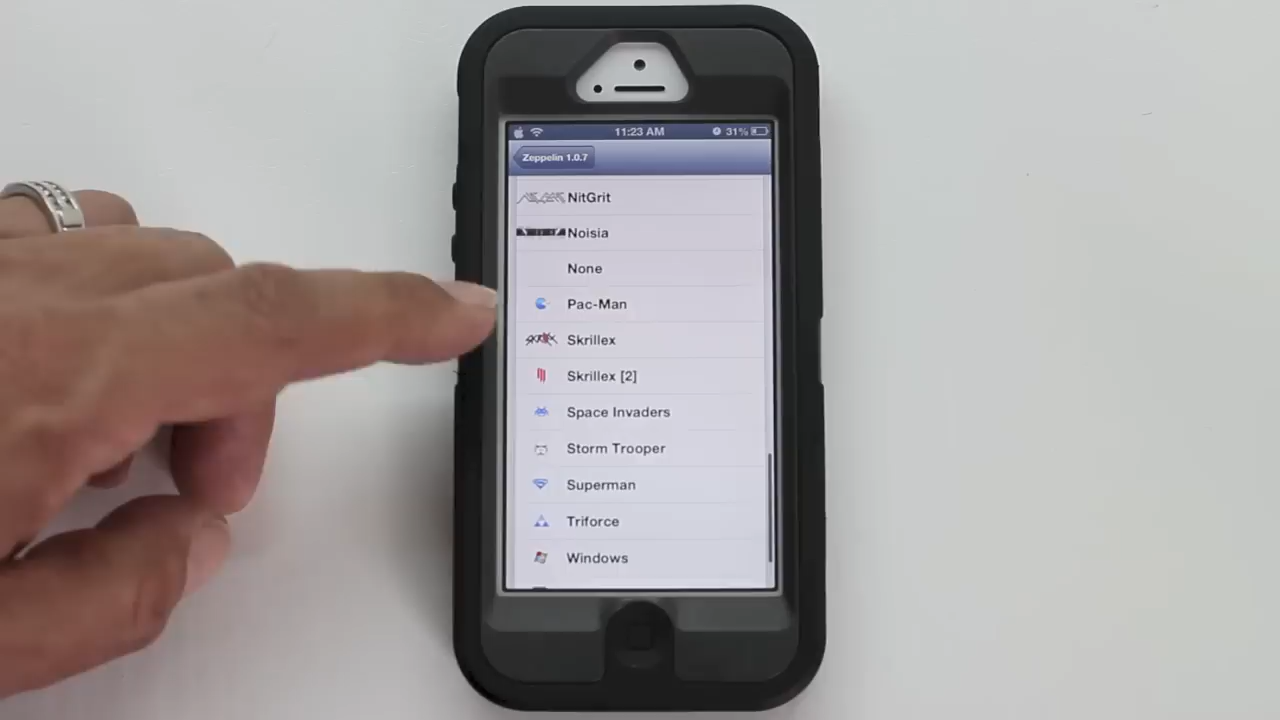 11:23 AM
31%
Zeppelin 1.0.7
NitGrit
Noisia
None
Pac-Man
Skrillex
Skrillex [2]
Space Invaders
Storm Trooper
Superman
Triforce
Windows